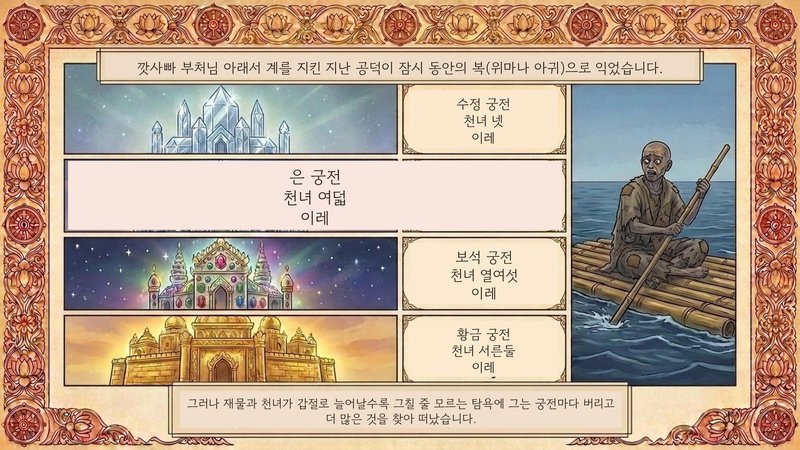 깟사빠 부처님 아래서 계를 지킨 지난 공덕이 잠시 동안의 복(위마나 아귀)으로 익었습니다.
수정 궁전
천녀 넷
이레
은 궁전
천녀 여덟
이레
보석 궁전
천녀 열여섯
이레
황금 궁전
천녀 서른둘
이레
그러나 재물과 천녀가 갑절로 늘어날수록 그칠 줄 모르는 탐욕에 그는 궁전마다 버리고
더 많은 것을 찾아 떠났습니다.